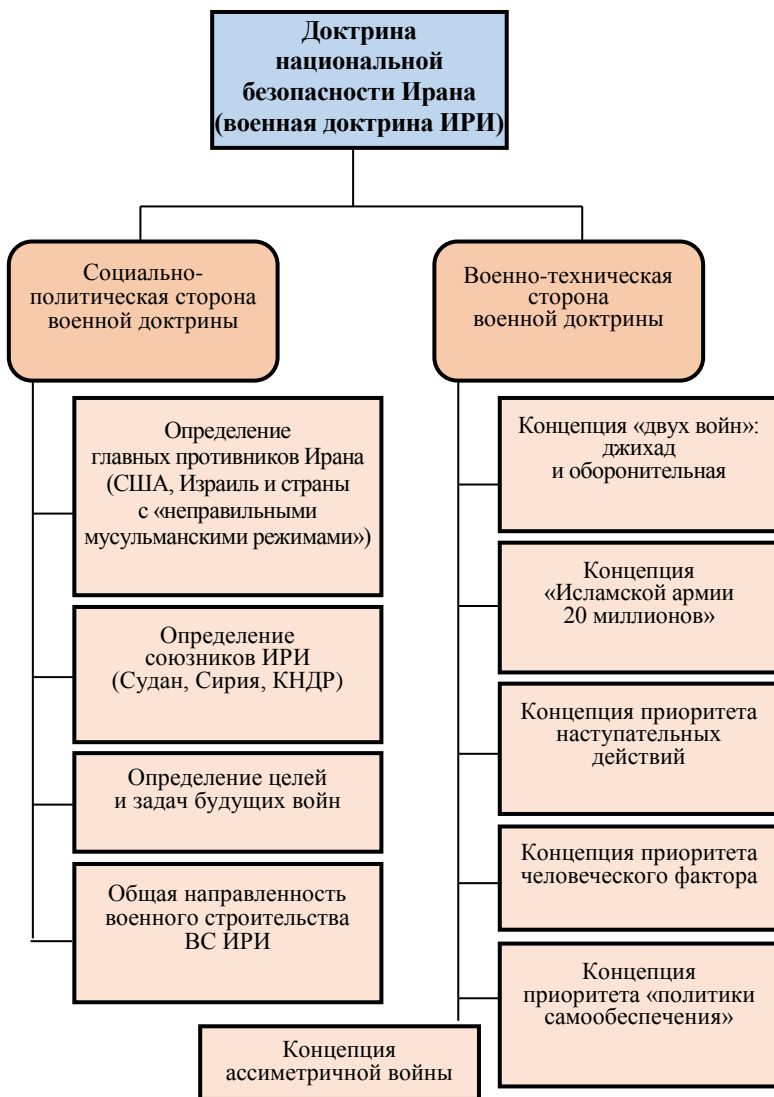 Доктрина
национальной
безопасности Ирана
(военная доктрина ИРИ)
Социально-
политическая сторона
военной доктрины
Определение
главных противников Ирана
(США, Израиль и страны
с «неправильными
мусульманскими режимами»)
Определение
союзников ИРИ
(Судан, Сирия, КНДР)
Определение целей
и задач будущих войн
Общая направленность
военного строительства
ВС ИРИ
Военно-техническая
сторона
военной доктрины
Концепция «двух войн»:
джихад
и оборонительная
Концепция
«Исламской армии
20 миллионов»
Концепция приоритета
наступательных
действий
Концепция приоритета
человеческого фактора
Концепция
приоритета «политики
самообеспечения»
Концепция
ассиметричной войны